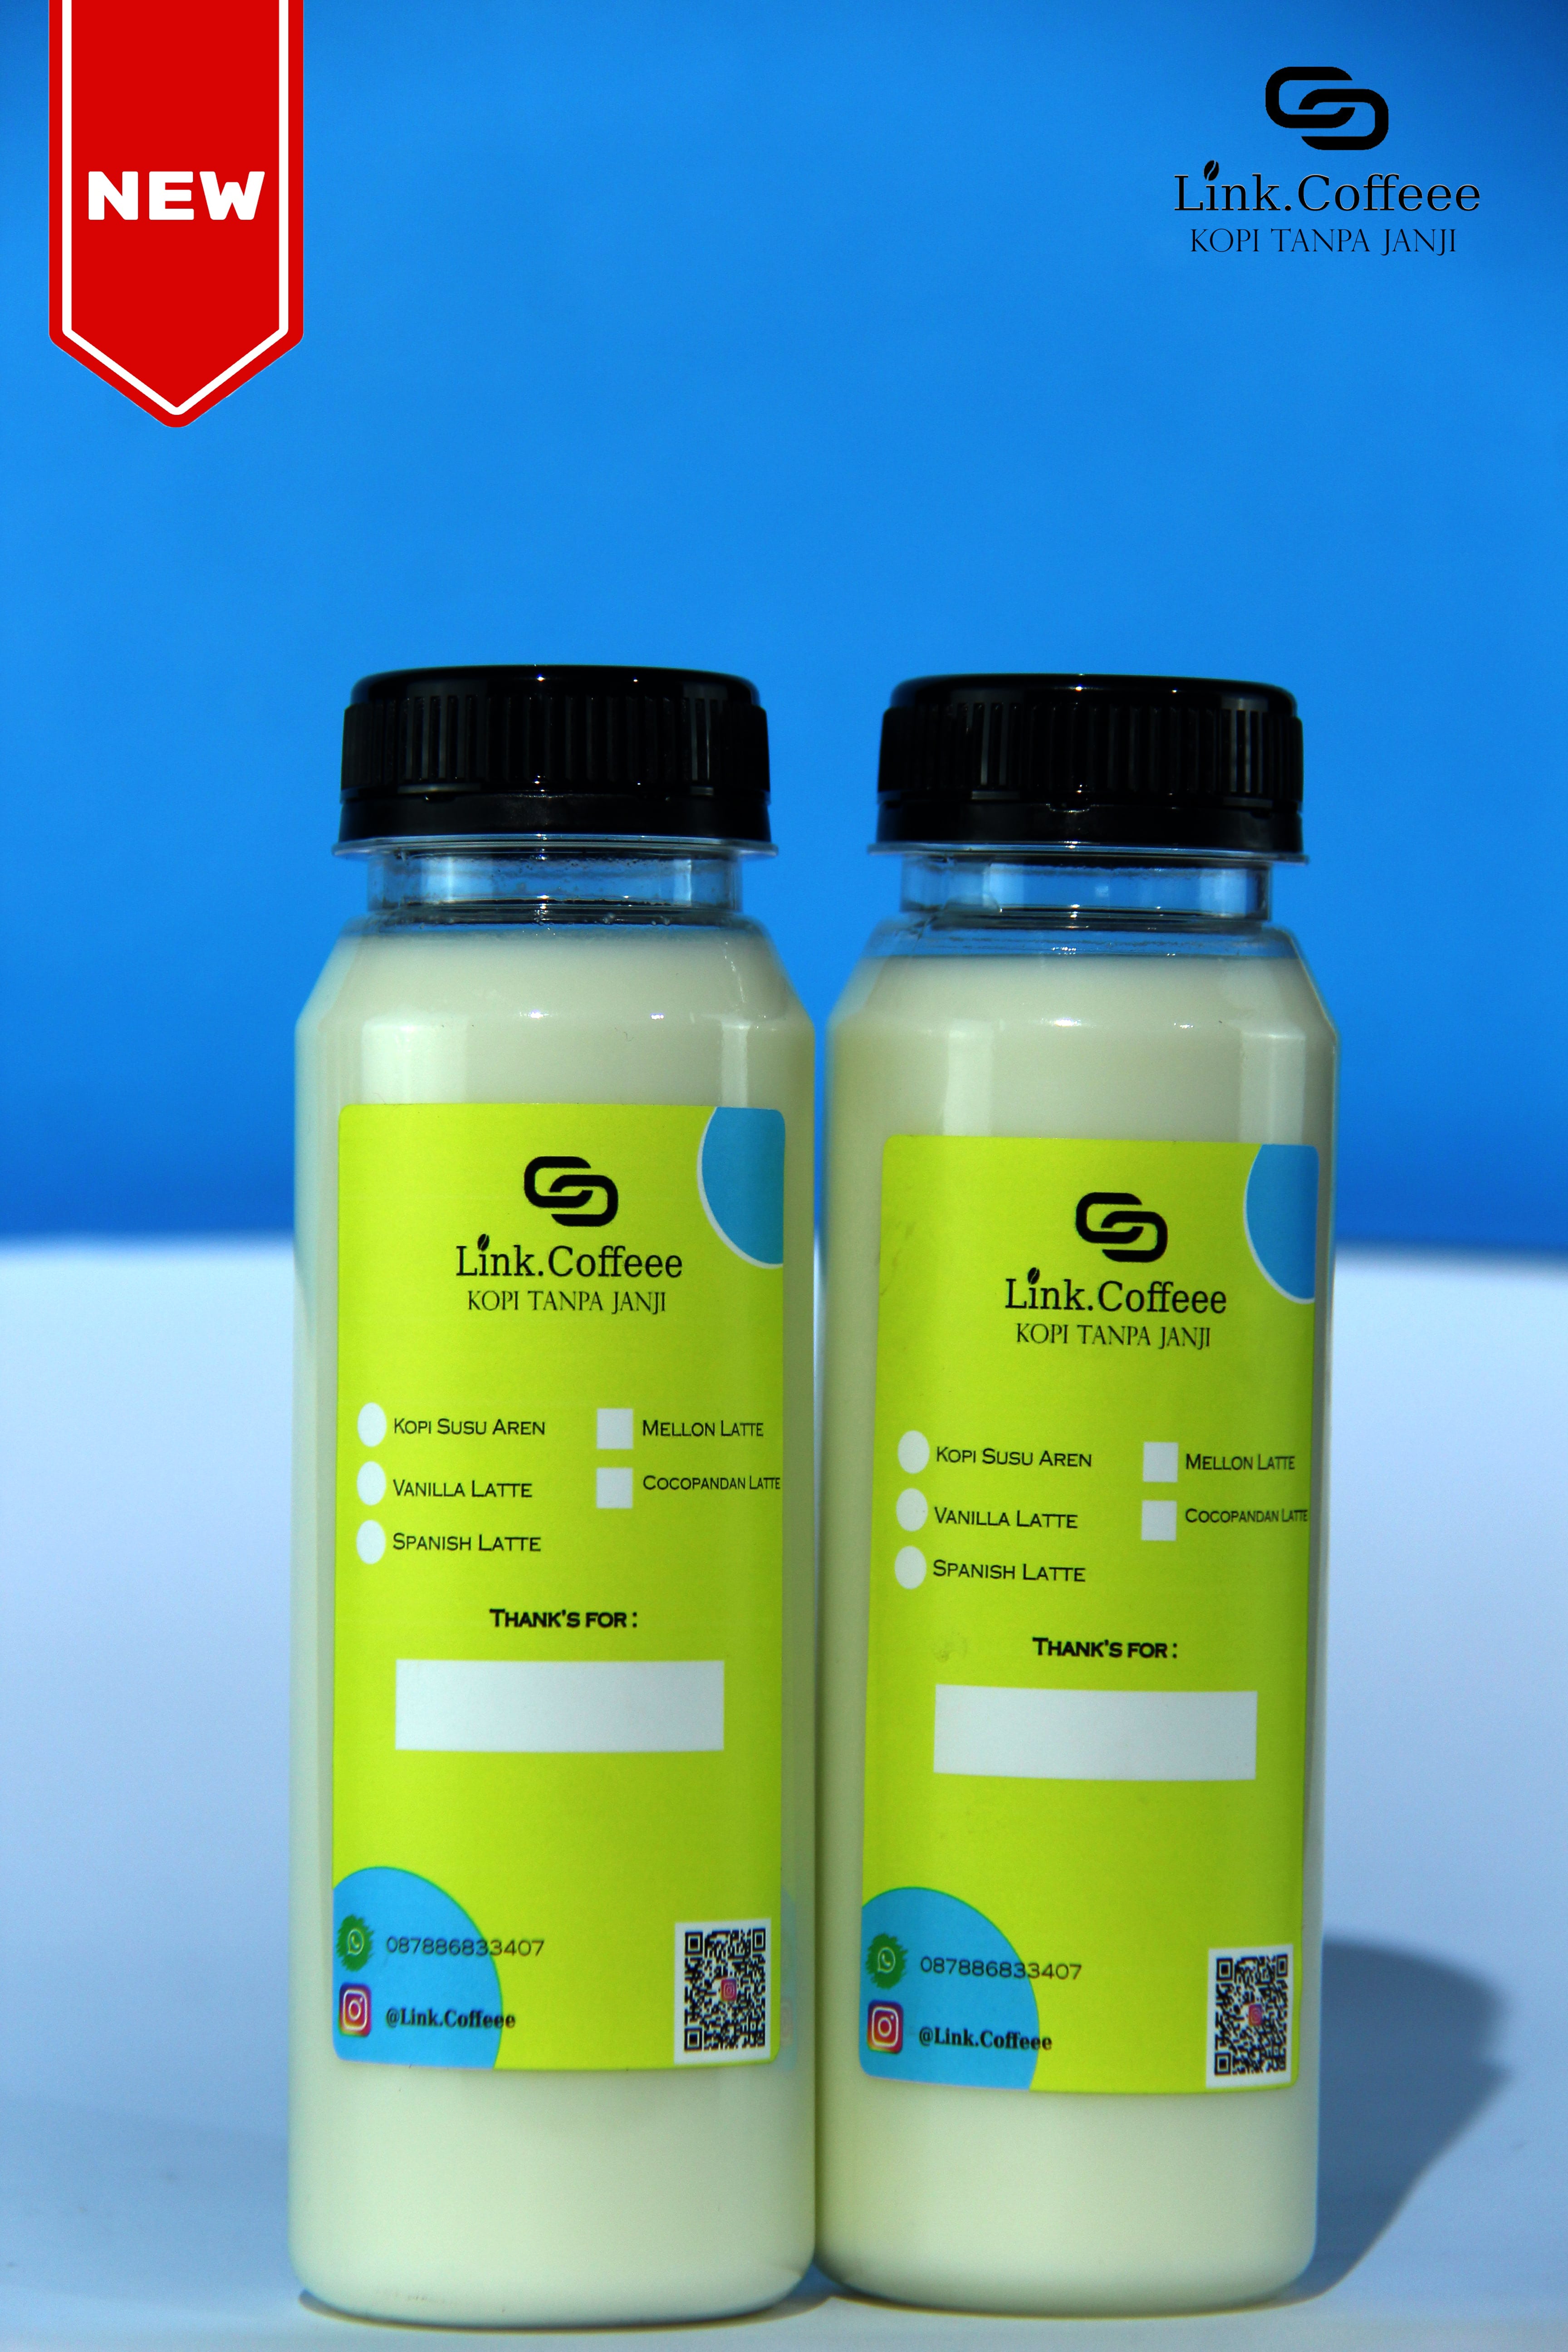 NEW
Link.Coffeee
KOPI TANPA JANJI
Link.Coffeee
KOPI TANPA JANJI
KOPI SUSU AREN
VANILLA LATTE
SPANISH LATTE
MELLON LATTE
COCOPANDAN LATTE
THANK'S FOR :
087886833407
@Link.Coffeee
Link.Coffeee
KOPI TANPA JANJI
KOPI SUSU AREN
VANILLA LATTE
SPANISH LATTE
MELLON LATTE
COCOPANDAN LATTE
THANK'S FOR :
087886833407
@Link.Coffeee